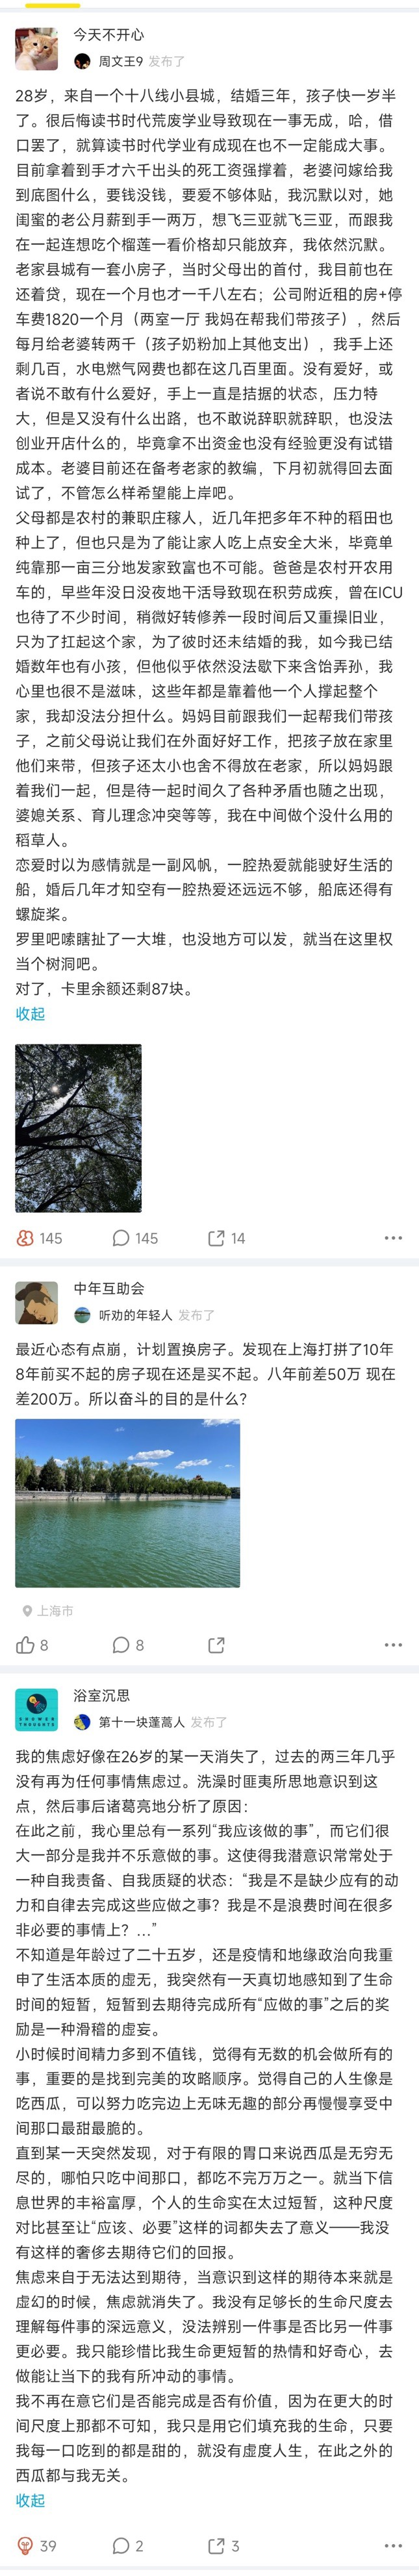 今天不开心
周文王9 发布了
28岁，来自一个十八线小县城，结婚三年，孩子快一岁半
了。很后悔读书时代荒废学业导致现在一事无成，哈，借
口罢了，就算读书时代学业有成现在也不一定能成大事。
目前拿着到手才六千出头的死工资强撑着，老婆问嫁给我
到底图什么，要钱没钱，要爱不够体贴，我沉默以对，她
闺蜜的老公月薪到手一两万，想飞三亚就飞三亚，而跟我
在一起连想吃个榴莲一看价格却只能放弃，我依然沉默。
老家县城有一套小房子，当时父母出的首付，我目前也在
还着贷，现在一个月也才一千八左右；公司附近租的房+停
车费1820一个月（两室一厅 我妈在帮我们带孩子），然后
每月给老婆转两千（孩子奶粉加上其他支出），我手上还
剩几百，水电燃气网费也都在这几百里面。没有爱好，或
者说不敢有什么爱好，手上一直是拮据的状态，压力特
大，但是又没有什么出路，也不敢说辞职就辞职，也没法
创业开店什么的，毕竟拿不出资金也没有经验更没有试错
成本。老婆目前还在备考老家的教编，下月初就得回去面
试了，不管怎么样希望能上岸吧。
父母都是农村的兼职庄稼人，近几年把多年不种的稻田也
种上了，但也只是为了能让家人吃上点安全大米，毕竟单
纯靠那一亩三分地发家致富也不可能。爸爸是农村开农用
车的，早些年没日没夜地干活导致现在积劳成疾，曾在ICU
也待了不少时间，稍微好转修养一段时间后又重操旧业，
只为了扛起这个家，为了彼时还未结婚的我，如今我已结
婚数年也有小孩，但他似乎依然没法歇下来含饴弄孙，我
心里也很不是滋味，这些年都是靠着他一个人撑起整个
家，我却没法分担什么。妈妈目前跟我们一起帮我们带孩
子，之前父母说让我们在外面好好工作，把孩子放在家里
他们来带，但孩子还太小也舍不得放在老家，所以妈妈跟
着我们一起，但是待一起时间久了各种矛盾也随之出现，
婆媳关系、育儿理念冲突等等，我在中间做个没什么用的
稻草人。
恋爱时以为感情就是一副风帆，一腔热爱就能驶好生活的
船，婚后几年才知空有一腔热爱还远远不够，船底还得有
螺旋桨。
罗里吧嗦瞎扯了一大堆，也没地方可以发，就当在这里权
当个树洞吧。
对了，卡里余额还剩87块。
收起
145 145 14
中年互助会
听劝的年轻人 发布了
最近心态有点崩，计划置换房子。发现在上海打拼了10年
8年前买不起的房子现在还是买不起。八年前差50万 现在
差200万。所以奋斗的目的是什么？
上海市
8 8
浴室沉思
SHOWER
THOUGHTS
第十一块蓬蒿人 发布了
我的焦虑好像在26岁的某一天消失了，过去的两三年几乎
没有再为任何事情焦虑过。洗澡时匪夷所思地意识到这
点，然后事后诸葛亮地分析了原因：
在此之前，我心里总有一系列“我应该做的事”，而它们很
大一部分是我并不乐意做的事。这使得我潜意识常常处于
一种自我责备、自我质疑的状态：“我是不是缺少应有的动
力和自律去完成这些应做之事？我是不是浪费时间在很多
非必要的事情上？…”
不知道是年龄过了二十五岁，还是疫情和地缘政治向我重
申了生活本质的虚无，我突然有一天真切地感知到了生命
时间的短暂，短暂到去期待完成所有“应做的事”之后的奖
励是一种滑稽的虚妄。
小时候时间精力多到不值钱，觉得有无数的机会做所有的
事，重要的是找到完美的攻略顺序。觉得自己的人生像是
吃西瓜，可以努力吃完边上无味无趣的部分再慢慢享受中
间那口最甜最脆的。
直到某一天突然发现，对于有限的胃口来说西瓜是无穷无
尽的，哪怕只吃中间那口，都吃不完万万之一。就当下信
息世界的丰裕富厚，个人的生命实在太过短暂，这种尺度
对比甚至让“应该、必要”这样的词都失去了意义——我没
有这样的奢侈去期待它们的回报。
焦虑来自于无法达到期待，当意识到这样的期待本来就是
虚幻的时候，焦虑就消失了。我没有足够长的生命尺度去
理解每件事的深远意义，没法辨别一件事是否比另一件事
更必要。我只能珍惜比我生命更短暂的热情和好奇心，去
做能让当下的我有所冲动的事情。
我不再在意它们是否能完成是否有价值，因为在更大的时
间尺度上那都不可知，我只是用它们填充我的生命，只要
我每一口吃到的都是甜的，就没有虚度人生，在此之外的
西瓜都与我无关。
收起
39 2 3